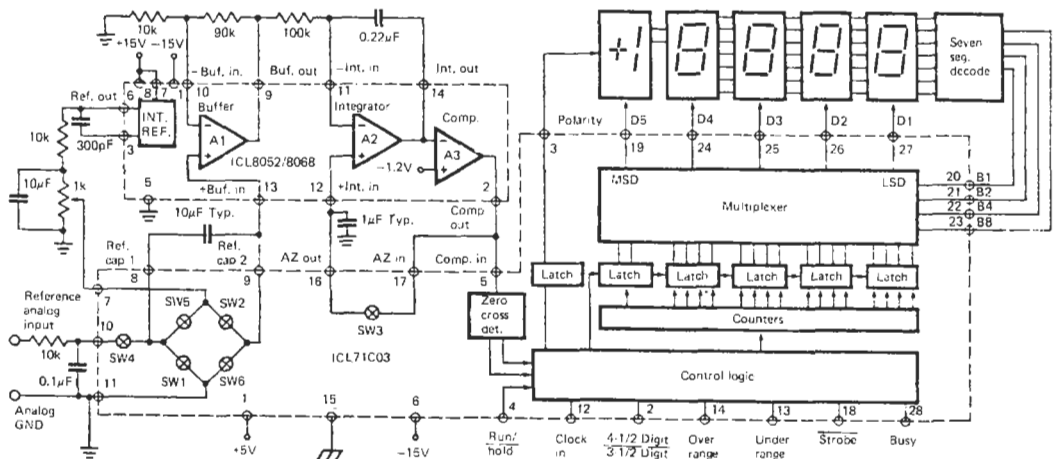 10k
90k
100k
0.22µF
+15V -15V
-Buf. in.
Buf. out
-Int. in
Int. out
Ref. out
6
8
7
1
10
9
11
14
INT. REF.
Buffer
A1
Integrator
A2
Comp.
A3
-1.2V
ICL8052/8068
10k
300pF
3
10µF
1k
5
+Buf. in
13
12
+Int. in
2
10µF Typ.
1µF Typ.
Comp out
Ref. cap 1
Ref. cap 2
AZ out
AZ in
Comp. in
8
9
16
17
5
Reference analog input
7
SW5
SW2
SW3
Zero cross det.
10
10k
SW4
SW1
SW6
ICL71C03
0.1µF
11
Analog GND
1
15
6
+5V
-15V
+1
8
8
8
8
Seven seg. decode
Polarity
D5
D4
D3
D2
D1
3
19
24
25
26
27
MSD
LSD
Multiplexer
20
B1
21
B2
22
B4
23
B8
Latch
Latch
Latch
Latch
Latch
Latch
Counters
Control logic
4
12
2
14
13
18
28
Run/hold
Clock in
4-1/2 Digit
3 1/2 Digit
Over range
Under range
Strobe
Busy